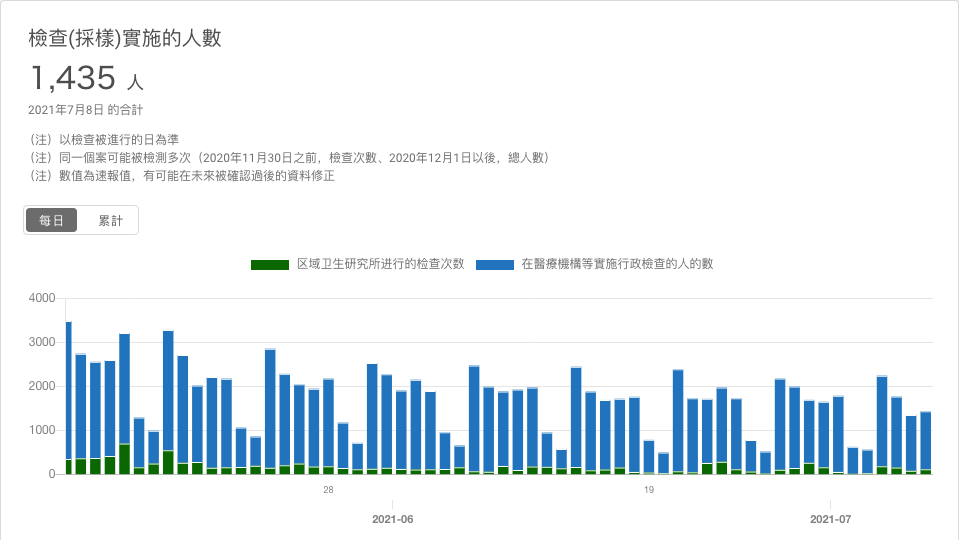 檢查(採樣)實施的人數
1,435 人
2021年7月8日 的合計
（注）以檢查被進行的日為準
（注）同一個案可能被檢測多次（2020年11月30日之前，檢查次數、2020年12月1日以後，總人數）
（注）數值為速報值，有可能在未來被確認過後的資料修正
每日 累計
区域卫生研究所进行的检查次数 在醫療機構等實施行政檢查的人的數
4000
3000
2000
1000
0
28 19
2021-06 2021-07